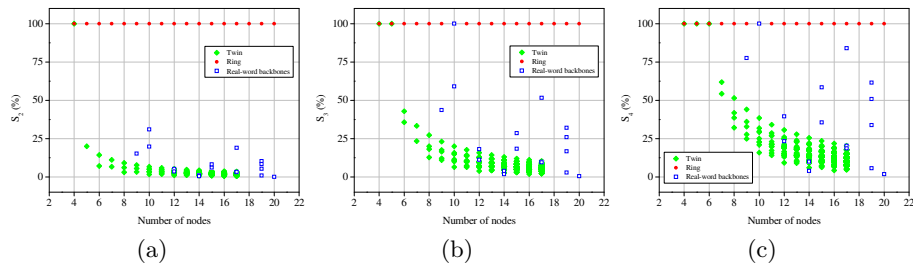 100
75
50
25
0
S2 (%)
2 4 6 8 10 12 14 16 18 20 22
Number of nodes
Twin
Ring
Real-word backbones
(a)
100
75
50
25
0
S3 (%)
2 4 6 8 10 12 14 16 18 20 22
Number of nodes
Twin
Ring
Real-word backbones
(b)
100
75
50
25
0
S4 (%)
2 4 6 8 10 12 14 16 18 20 22
Number of nodes
Twin
Ring
Real-word backbones
(c)